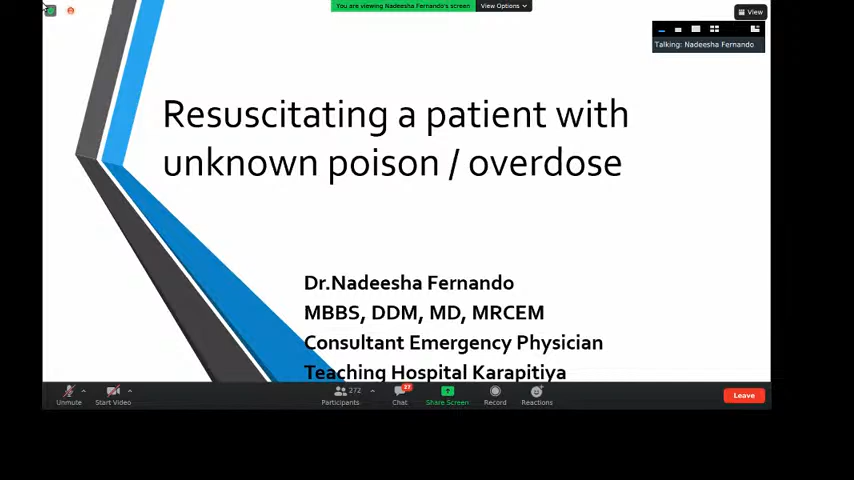 You are viewing Nadeesha Fernando's screen
View Options
View
Talking: Nadeesha Fernando
Resuscitating a patient with
unknown poison / overdose
Dr.Nadeesha Fernando
MBBS, DDM, MD, MRCEM
Consultant Emergency Physician
Teaching Hospital Karapitiya
Unmute
Start Video
272
Participants
27
Chat
Share Screen
Record
Reactions
Leave